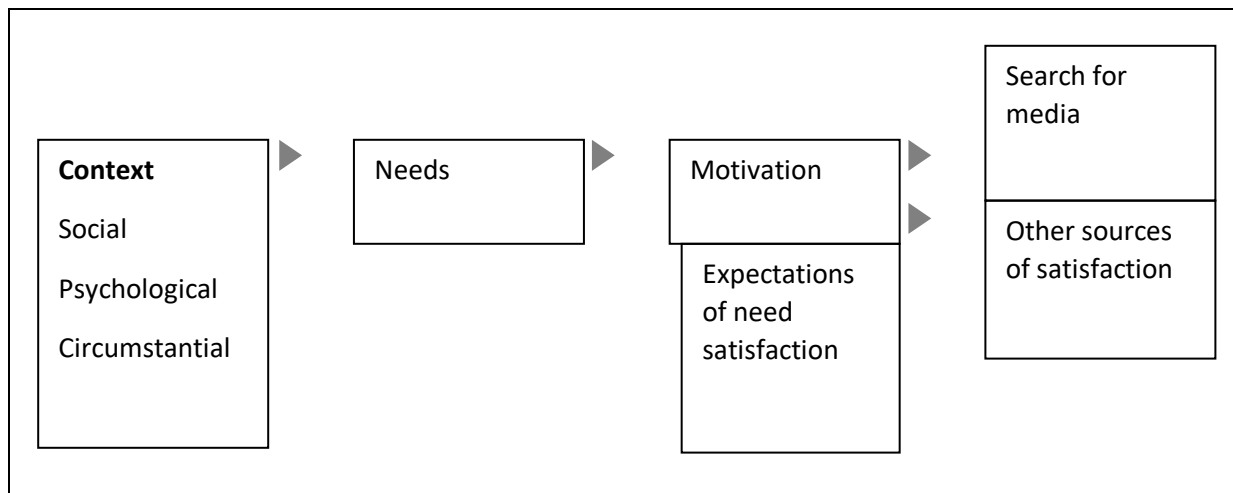 Context
Social
Psychological
Circumstantial
Needs
Motivation
Expectations
of need
satisfaction
Search for
media
Other sources
of satisfaction